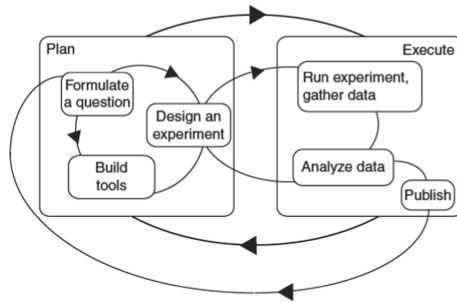 Plan
Execute
Formulate
a question
Design an
experiment
Build
tools
Run experiment,
gather data
Analyze data
Publish